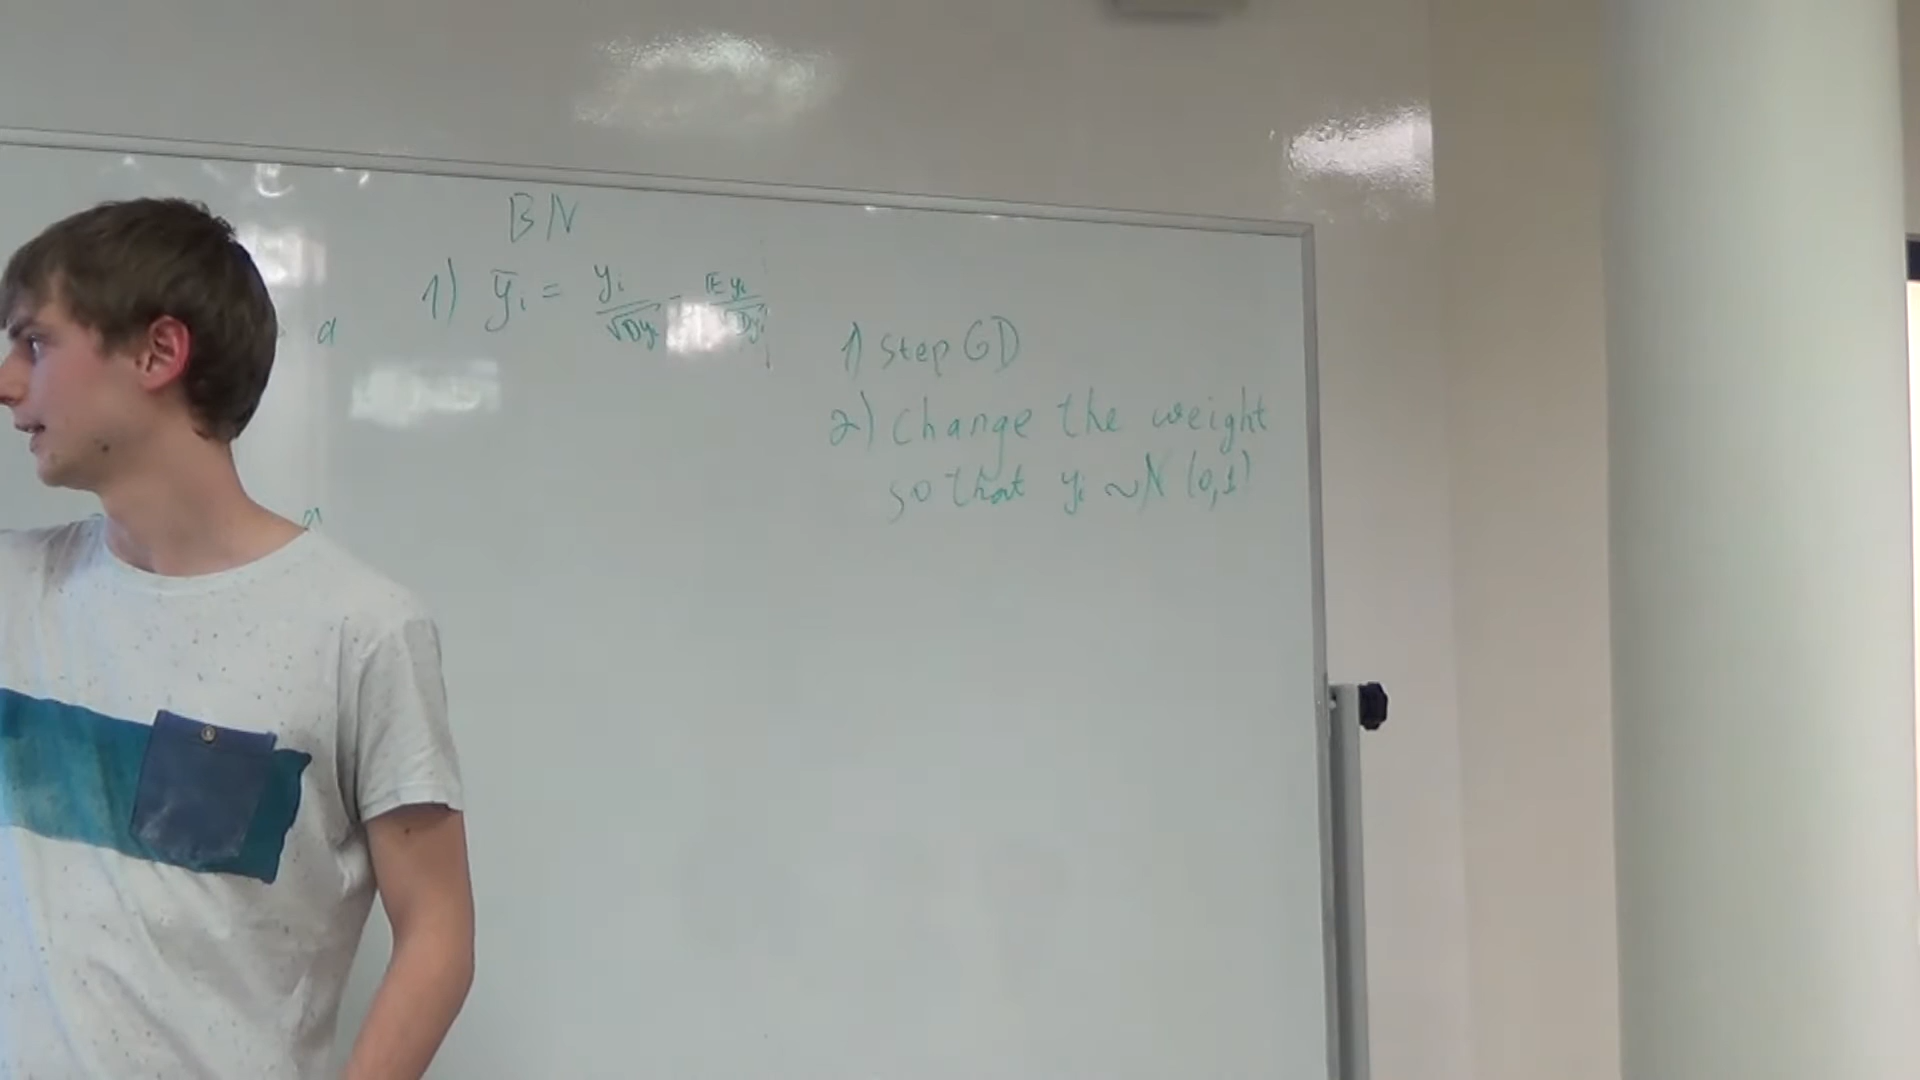 BN
1) ȳᵢ = yᵢ/√Dyᵢ - 𝔼yᵢ/√Dyᵢ
a
1) step GD
2) change the weight
so that yᵢ ~ N (0,1)
a